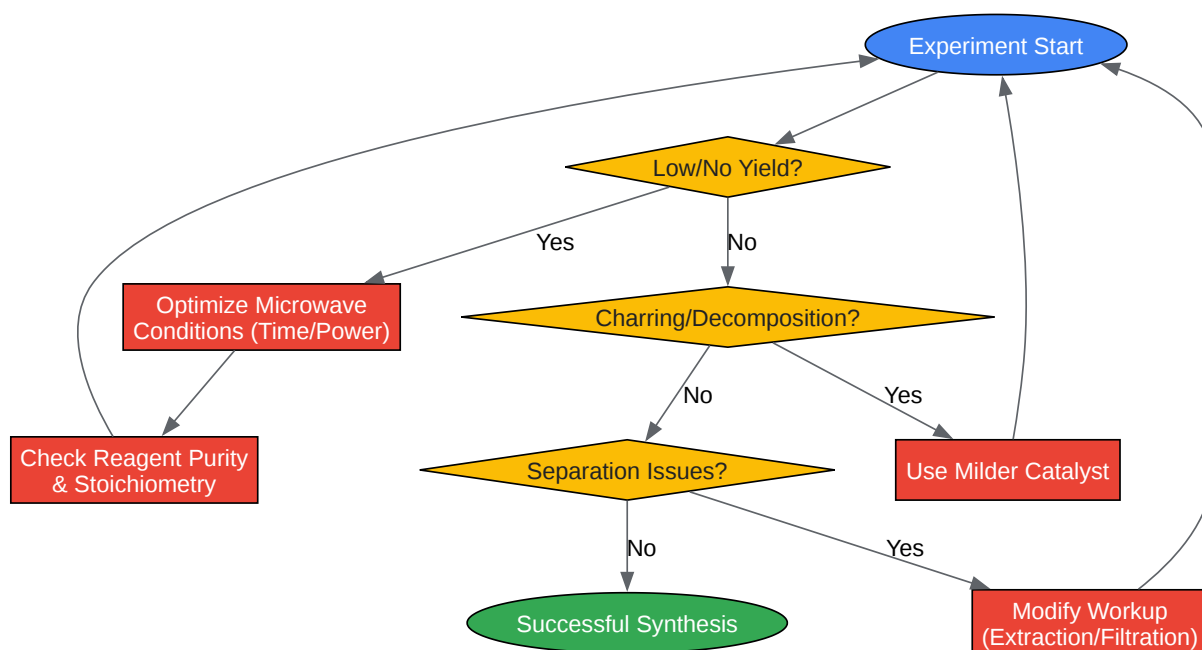 Experiment Start
Low/No Yield?
Yes
No
Optimize Microwave
Conditions (Time/Power)
Charring/Decomposition?
No
Yes
Check Reagent Purity
& Stoichiometry
Separation Issues?
Use Milder Catalyst
No
Yes
Successful Synthesis
Modify Workup
(Extraction/Filtration)